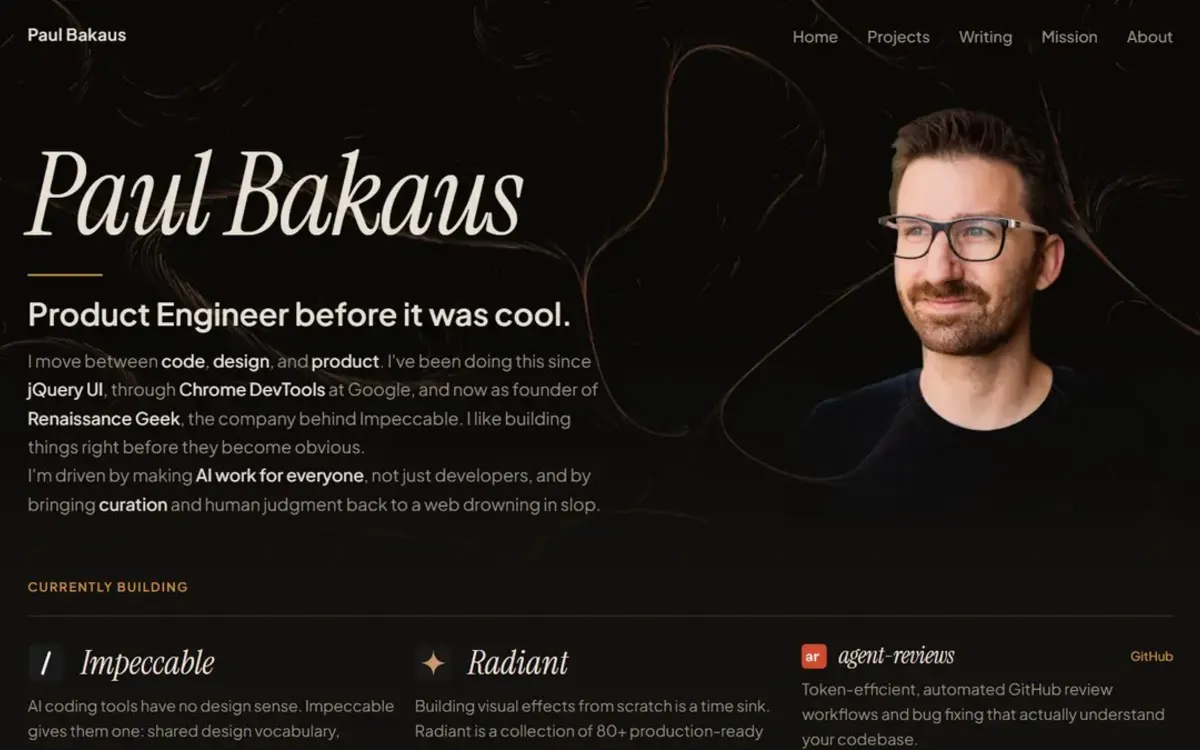 Paul Bakaus
Home Projects Writing Mission About
Paul Bakaus
Product Engineer before it was cool.
I move between code, design, and product. I've been doing this since
jQuery UI, through Chrome DevTools at Google, and now as founder of
Renaissance Geek, the company behind Impeccable. I like building
things right before they become obvious.
I'm driven by making AI work for everyone, not just developers, and by
bringing curation and human judgment back to a web drowning in slop.
CURRENTLY BUILDING
/ Impeccable
AI coding tools have no design sense. Impeccable
gives them one: shared design vocabulary,
Radiant
Building visual effects from scratch is a time sink.
Radiant is a collection of 80+ production-ready
ar agent-reviews GitHub
Token-efficient, automated GitHub review
workflows and bug fixing that actually understand
your codebase.